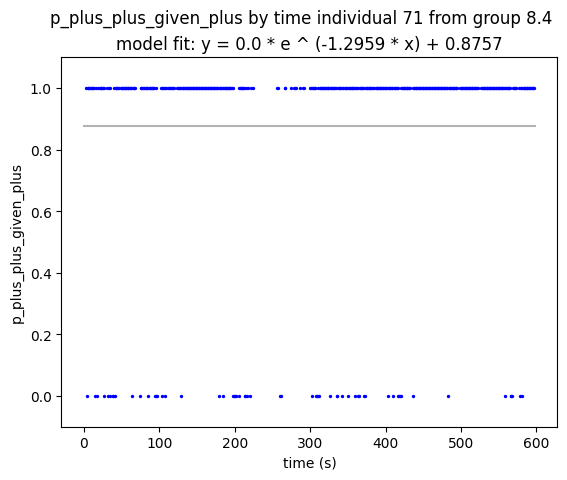 p_plus_plus_given_plus by time individual 71 from group 8.4
model fit: y = 0.0 * e ^ (-1.2959 * x) + 0.8757
1.0
0.8
0.6
0.4
0.2
0.0
p_plus_plus_given_plus
0 100 200 300 400 500 600
time (s)